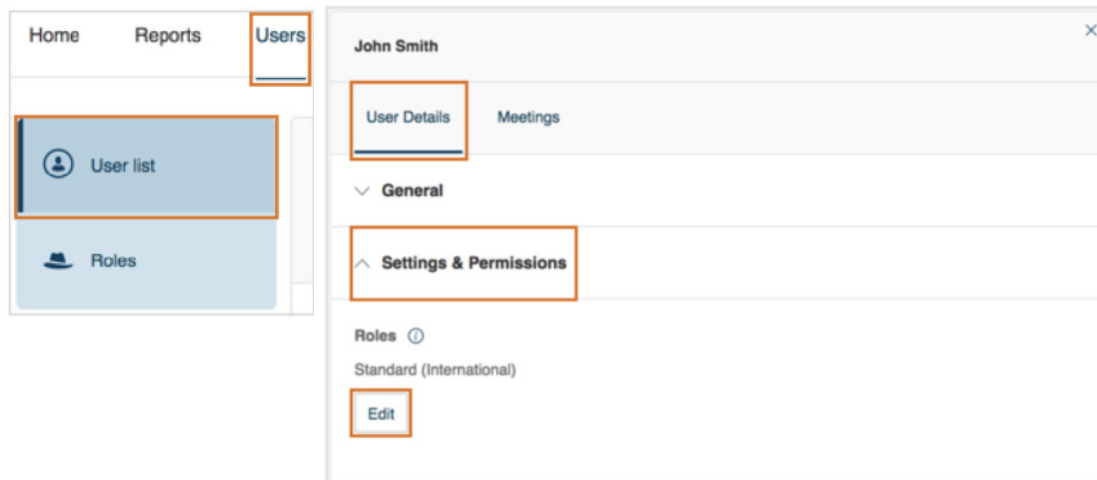 Home Reports Users
User list
Roles
John Smith
User Details Meetings
General
Settings & Permissions
Roles
Standard (International)
Edit